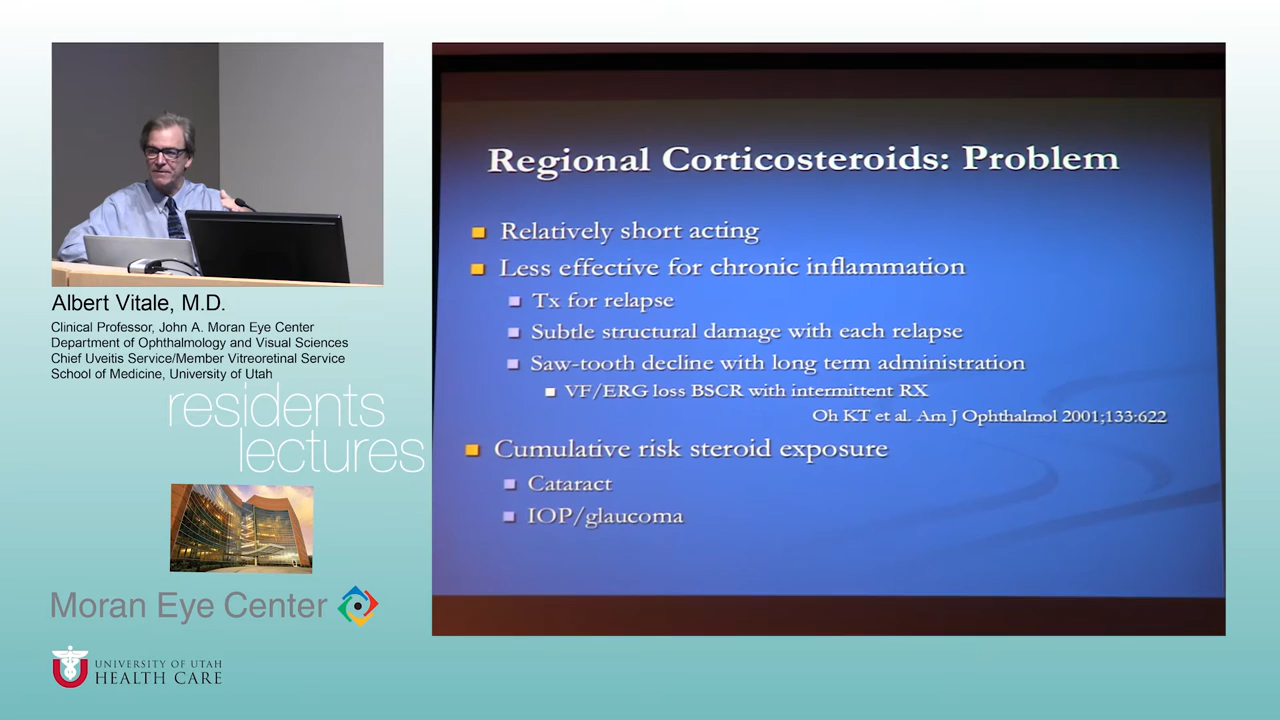 Albert Vitale, M.D.
Clinical Professor, John A. Moran Eye Center
Department of Ophthalmology and Visual Sciences
Chief Uveitis Service/Member Vitreoretinal Service
School of Medicine, University of Utah
residents
lectures
Moran Eye Center
UNIVERSITY OF UTAH
HEALTH CARE
Regional Corticosteroids: Problem
Relatively short acting
Less effective for chronic inflammation
Tx for relapse
Subtle structural damage with each relapse
Saw-tooth decline with long term administration
VF/ERG loss BSCR with intermittent RX
Oh KT et al. Am J Ophthalmol 2001;133:622
Cumulative risk steroid exposure
Cataract
IOP/glaucoma